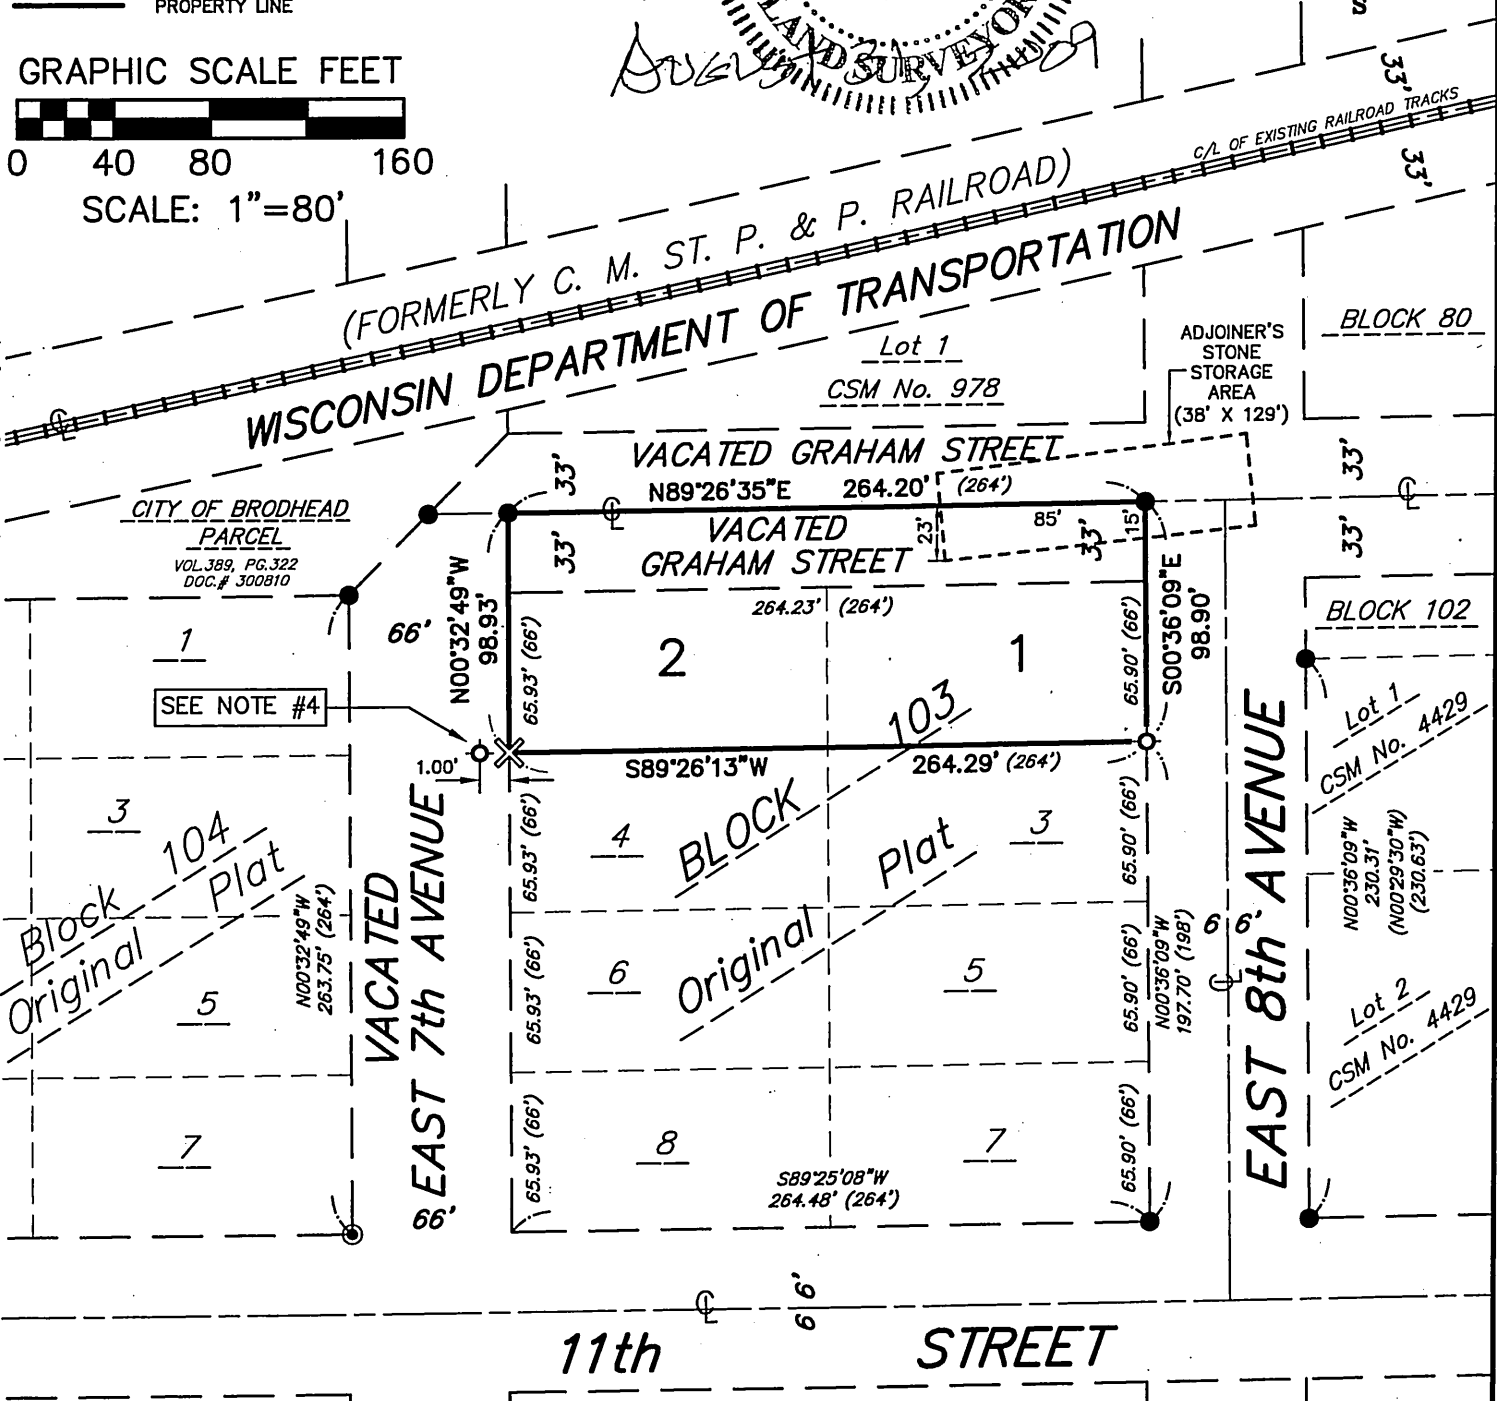 PROPERTY LINE
GRAPHIC SCALE FEET
0 40 80 160
SCALE: 1"=80'
LAND SURVEYOR
August 31, 2009
S
33'
C/L OF EXISTING RAILROAD TRACKS
33'
(FORMERLY C. M. ST. P. & P. RAILROAD)
WISCONSIN DEPARTMENT OF TRANSPORTATION
Lot 1
CSM No. 978
ADJOINER'S
STONE
STORAGE
AREA
(38' X 129')
BLOCK 80
VACATED GRAHAM STREET
33'
N89°26'35"E 264.20' (264')
33'
CITY OF BRODHEAD
PARCEL
VOL.389, PG.322
DOC.# 300810
VACATED
GRAHAM STREET
33'
23'
85'
33'
15'
33'
264.23' (264')
BLOCK 102
1
66'
N00°32'49"W
98.93'
65.93' (66')
2
1
65.90' (66')
S00°36'09"E
98.90'
SEE NOTE #4
1.00'
S89°26'13"W
264.29' (264')
BLOCK 103
Original Plat
Lot 1
CSM No. 4429
3
Block 104
Original Plat
4
3
65.93' (66')
65.90' (66')
N00°36'09"W
230.31'
(N00°29'30"W)
(230.63')
N00°32'49"W
263.75' (264')
VACATED
EAST 7th AVENUE
66'
5
6
5
65.93' (66')
65.90' (66')
N00°36'09"W
197.70' (198')
66'
EAST 8th AVENUE
Lot 2
CSM No. 4429
7
8
7
65.93' (66')
65.90' (66')
S89°25'08"W
264.48' (264')
66'
11th STREET